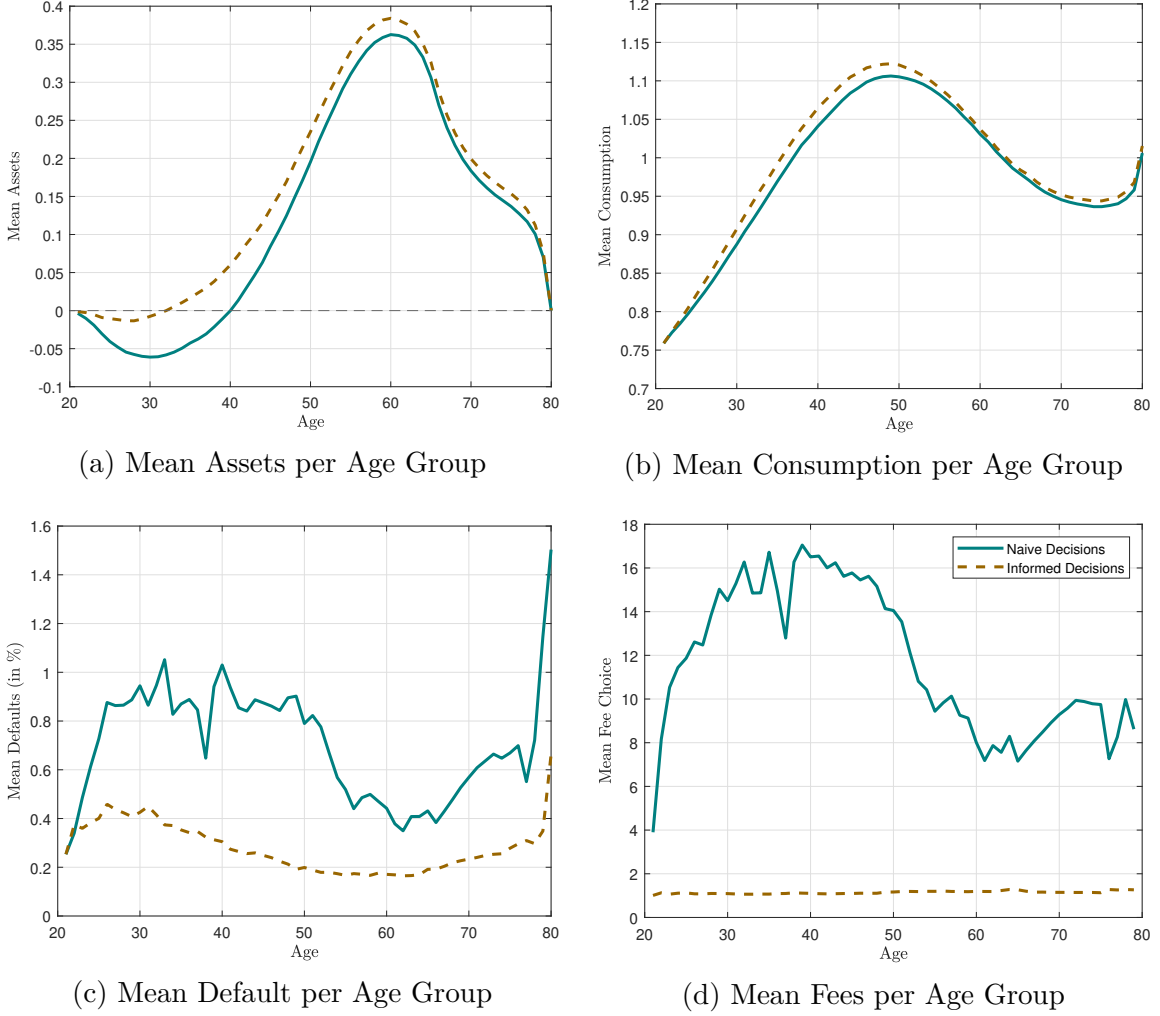 0.4
0.35
0.3
0.25
0.2
0.15
0.1
0.05
0
-0.05
-0.1
Mean Assets
20 30 40 50 60 70 80
Age
(a) Mean Assets per Age Group
1.2
1.15
1.1
1.05
1
0.95
0.9
0.85
0.8
0.75
0.7
Mean Consumption
20 30 40 50 60 70 80
Age
(b) Mean Consumption per Age Group
1.6
1.4
1.2
1
0.8
0.6
0.4
0.2
0
Mean Defaults (in %)
20 30 40 50 60 70 80
Age
(c) Mean Default per Age Group
18
16
14
12
10
8
6
4
2
0
Mean Fee Choice
Naive Decisions
Informed Decisions
20 30 40 50 60 70 80
Age
(d) Mean Fees per Age Group